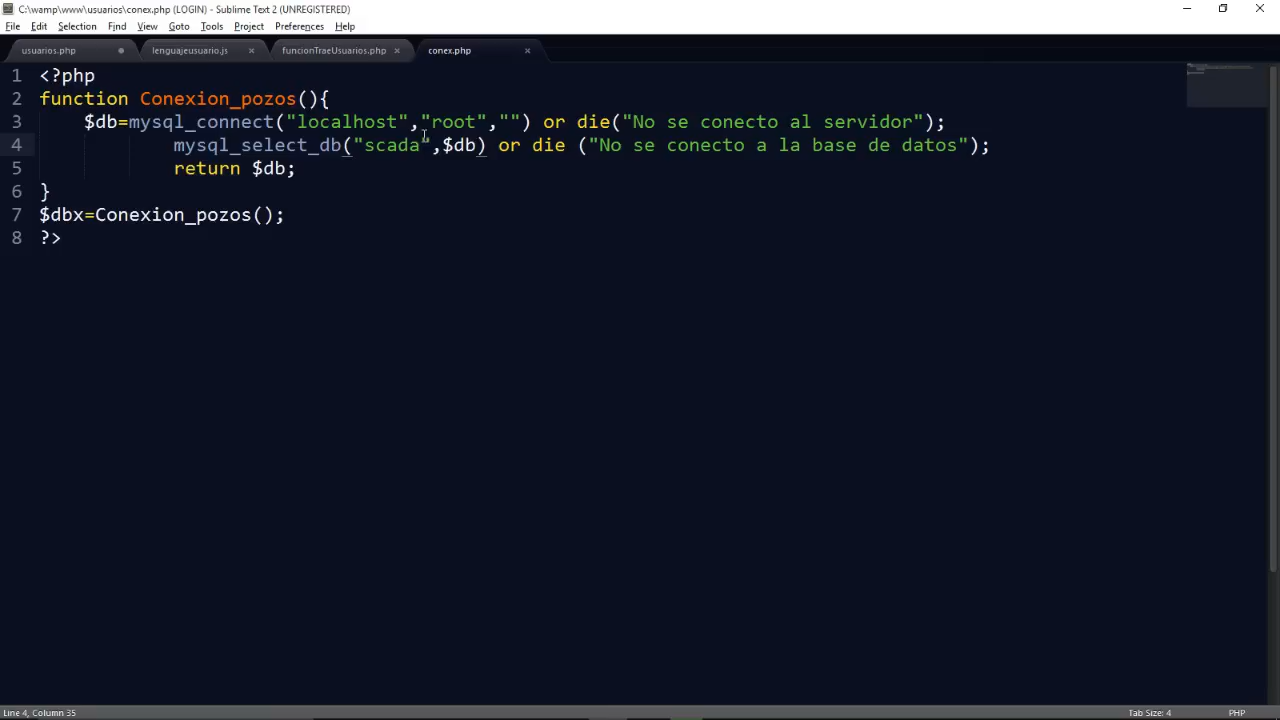 C:\wamp\www\usuarios\conex.php (LOGIN) - Sublime Text 2 (UNREGISTERED)
File Edit Selection Find View Goto Tools Project Preferences Help
usuarios.php lenguajeusuario.js funcionTraeUsuarios.php conex.php
1 <?php
2 function Conexion_pozos(){
3 $db=mysql_connect("localhost","root","") or die("No se conecto al servidor");
4 mysql_select_db("scada",$db) or die ("No se conecto a la base de datos");
5 return $db;
6 }
7 $dbx=Conexion_pozos();
8 ?>
Line 4, Column 35 Tab Size: 4 PHP